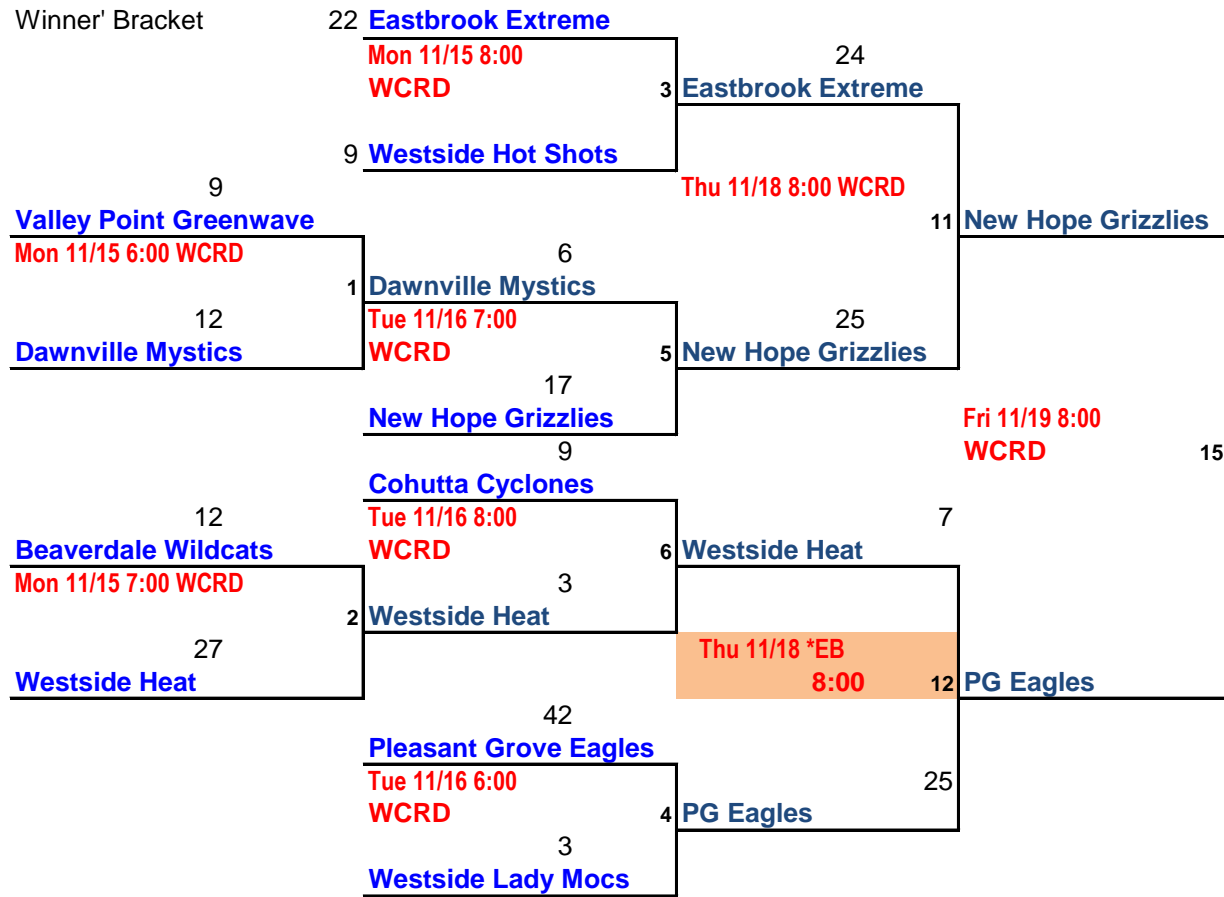 Winner' Bracket 22 Eastbrook Extreme
Mon 11/15 8:00 24
WCRD 3 Eastbrook Extreme
9 Westside Hot Shots
9 Thu 11/18 8:00 WCRD
Valley Point Greenwave 11 New Hope Grizzlies
Mon 11/15 6:00 WCRD 6
1 Dawnville Mystics
12 Tue 11/16 7:00 25
Dawnville Mystics WCRD 5 New Hope Grizzlies
17
New Hope Grizzlies Fri 11/19 8:00
9 WCRD 15
Cohutta Cyclones
12 Tue 11/16 8:00 7
Beaverdale Wildcats WCRD 6 Westside Heat
Mon 11/15 7:00 WCRD 3
2 Westside Heat
27 Thu 11/18 *EB
Westside Heat 8:00 12 PG Eagles
42
Pleasant Grove Eagles
Tue 11/16 6:00 25
WCRD 4 PG Eagles
3
Westside Lady Mocs